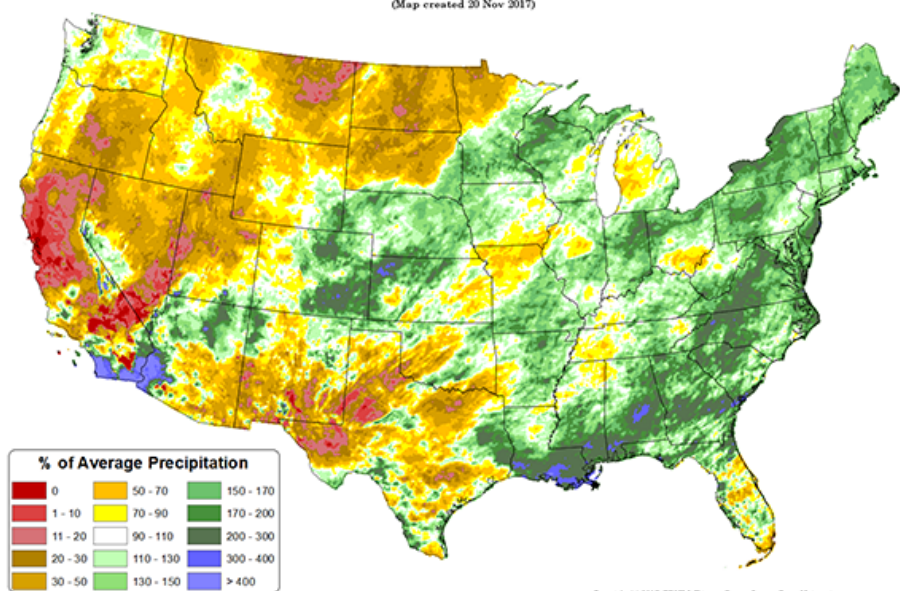 (Map created 20 Nov 2017)
% of Average Precipitation
0
1 - 10
11 - 20
20 - 30
30 - 50
50 - 70
70 - 90
90 - 110
110 - 130
130 - 150
150 - 170
170 - 200
200 - 300
300 - 400
> 400